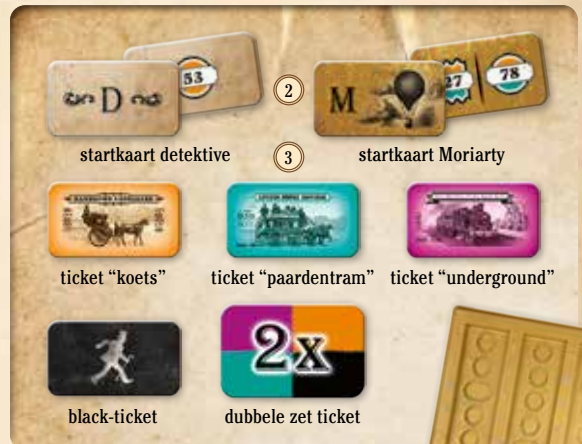 D
53
2
M
27 78
startkaart detektive
3
startkaart Moriarty
ticket “koets”
ticket “paardentram”
ticket “underground”
2x
black-ticket
dubbele zet ticket